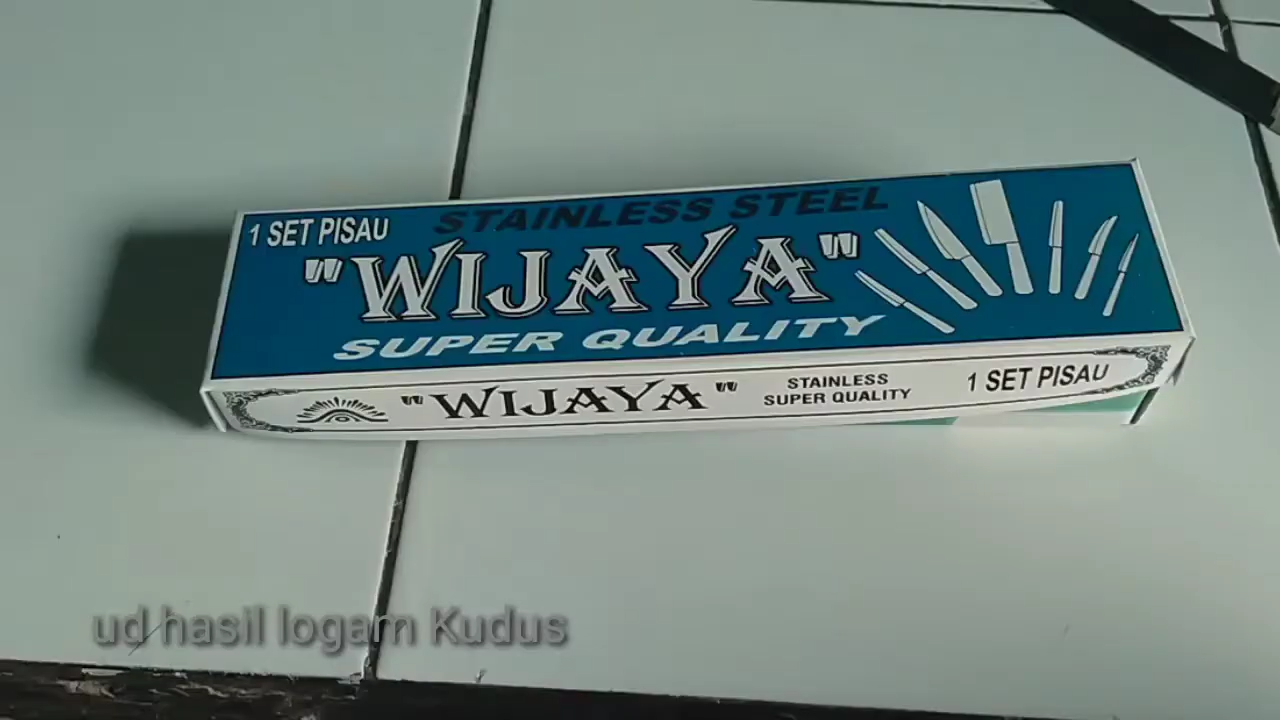 1 SET PISAU
STAINLESS STEEL
"WIJAYA"
SUPER QUALITY
"WIJAYA"
STAINLESS
SUPER QUALITY
1 SET PISAU
ud hasil logam Kudus